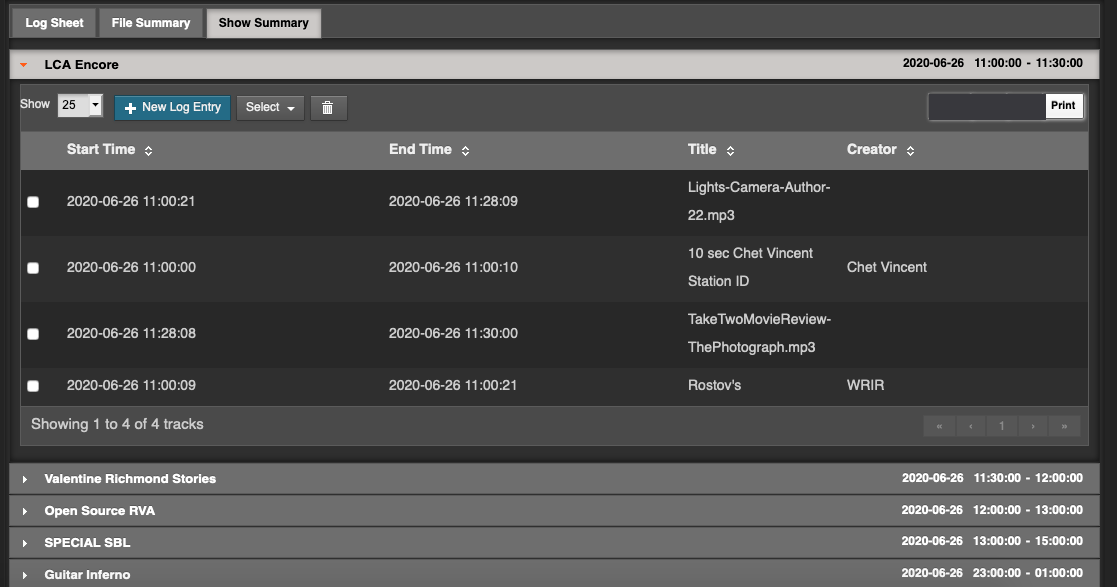 Log Sheet File Summary Show Summary
LCA Encore 2020-06-26 11:00:00 - 11:30:00
Show 25 New Log Entry Select Print
Start Time End Time Title Creator
2020-06-26 11:00:21 2020-06-26 11:28:09 Lights-Camera-Author-
22.mp3
2020-06-26 11:00:00 2020-06-26 11:00:10 10 sec Chet Vincent
Station ID Chet Vincent
2020-06-26 11:28:08 2020-06-26 11:30:00 TakeTwoMovieReview-
ThePhotograph.mp3
2020-06-26 11:00:09 2020-06-26 11:00:21 Rostov's WRIR
Showing 1 to 4 of 4 tracks « ‹ 1 › »
Valentine Richmond Stories 2020-06-26 11:30:00 - 12:00:00
Open Source RVA 2020-06-26 12:00:00 - 13:00:00
SPECIAL SBL 2020-06-26 13:00:00 - 15:00:00
Guitar Inferno 2020-06-26 23:00:00 - 01:00:00